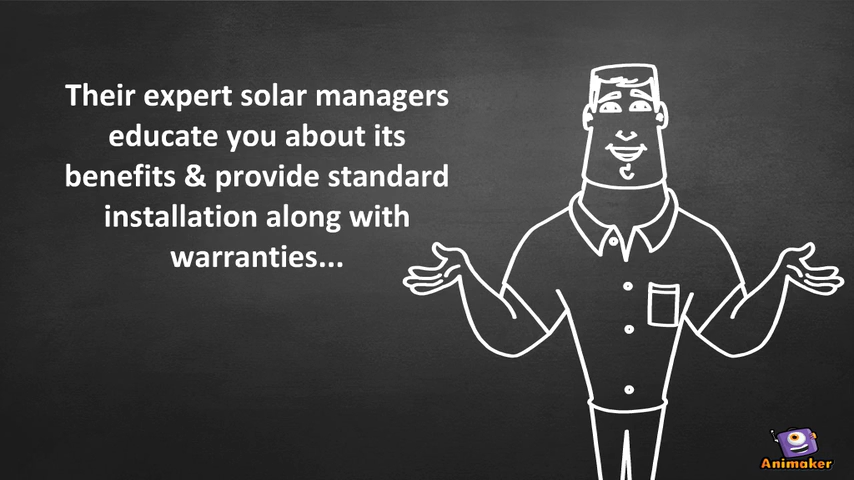 Their expert solar managers
educate you about its
benefits & provide standard
installation along with
warranties...
Animaker